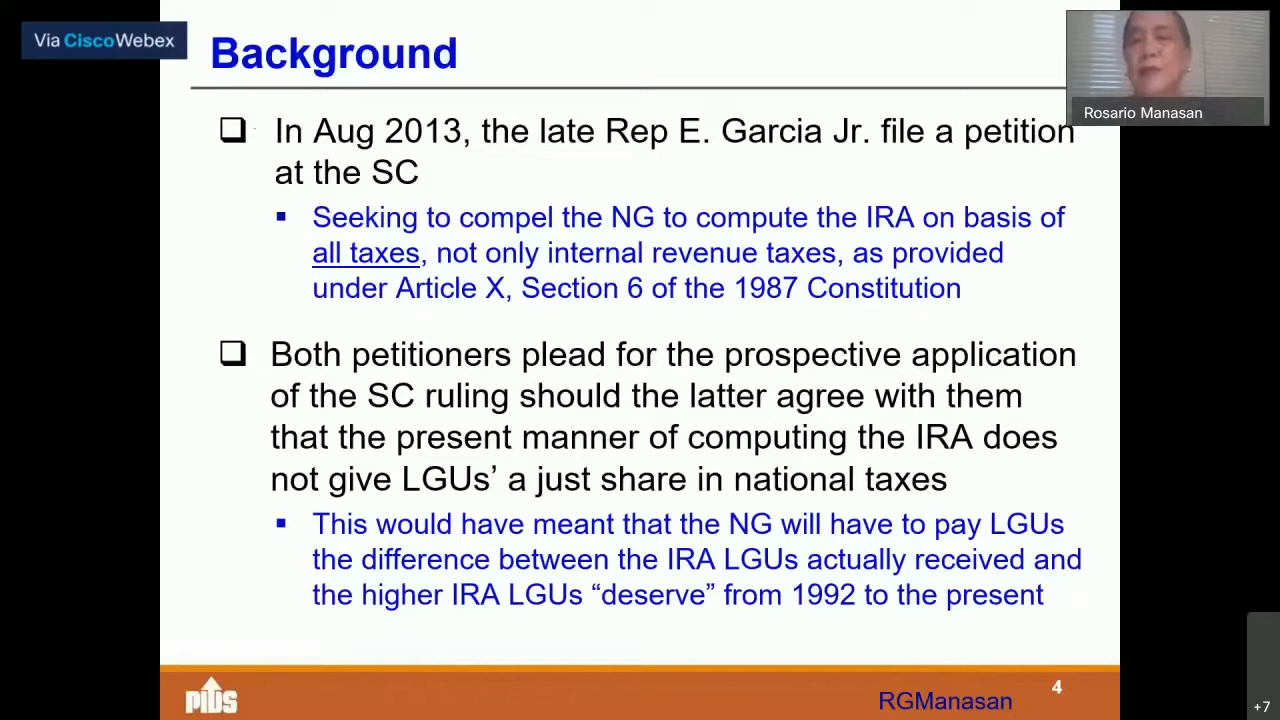 Via CiscoWebex
Background
Rosario Manasan
❑ In Aug 2013, the late Rep E. Garcia Jr. file a petition
at the SC
▪ Seeking to compel the NG to compute the IRA on basis of
all taxes, not only internal revenue taxes, as provided
under Article X, Section 6 of the 1987 Constitution
❑ Both petitioners plead for the prospective application
of the SC ruling should the latter agree with them
that the present manner of computing the IRA does
not give LGUs’ a just share in national taxes
▪ This would have meant that the NG will have to pay LGUs
the difference between the IRA LGUs actually received and
the higher IRA LGUs “deserve” from 1992 to the present
PIDS
RGManasan
4
+7